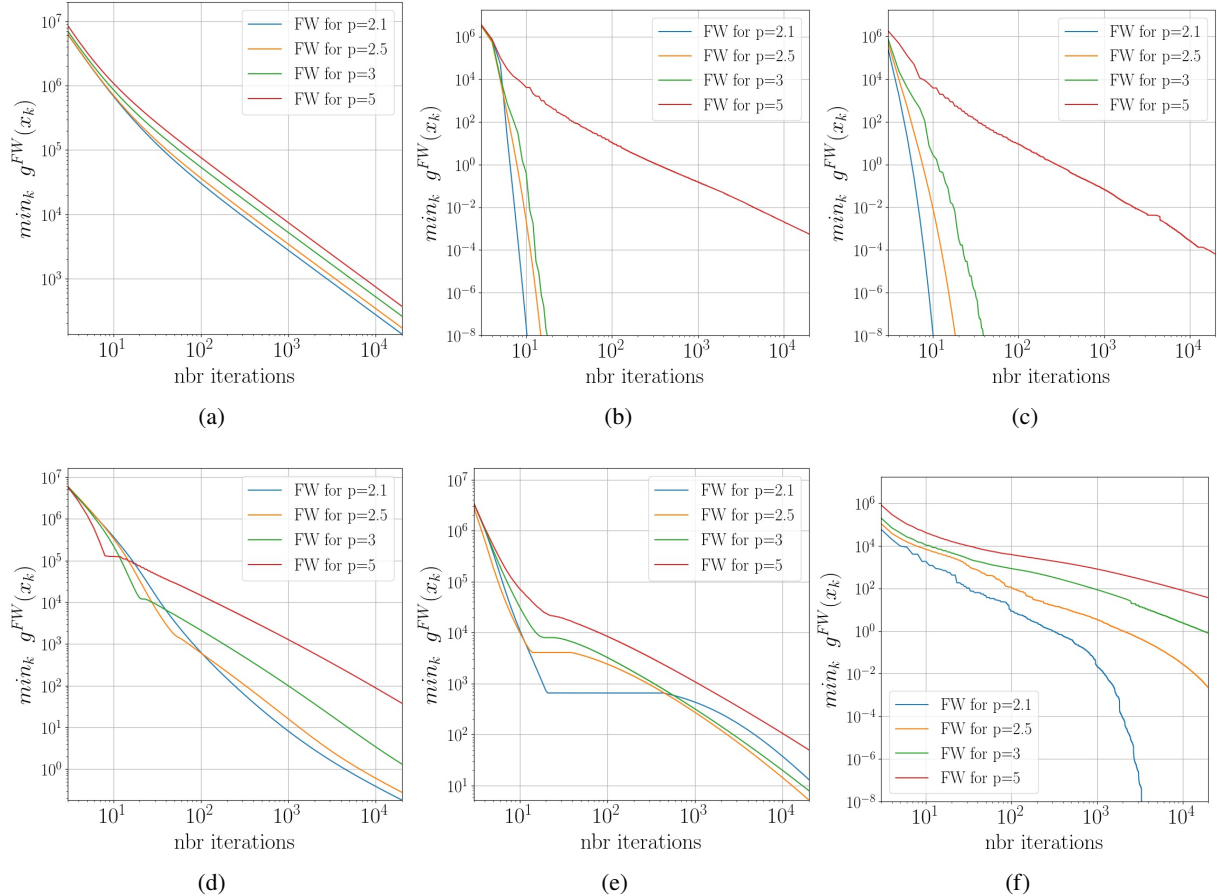 10^7
10^6
10^5
10^4
10^3
min_k g^{FW}(x_k)
FW for p=2.1
FW for p=2.5
FW for p=3
FW for p=5
10^1 10^2 10^3 10^4
nbr iterations
(a)
10^6
10^4
10^2
10^0
10^{-2}
10^{-4}
10^{-6}
10^{-8}
min_k g^{FW}(x_k)
FW for p=2.1
FW for p=2.5
FW for p=3
FW for p=5
10^1 10^2 10^3 10^4
nbr iterations
(b)
10^6
10^4
10^2
10^0
10^{-2}
10^{-4}
10^{-6}
10^{-8}
min_k g^{FW}(x_k)
FW for p=2.1
FW for p=2.5
FW for p=3
FW for p=5
10^1 10^2 10^3 10^4
nbr iterations
(c)
10^7
10^6
10^5
10^4
10^3
10^2
10^1
10^0
min_k g^{FW}(x_k)
FW for p=2.1
FW for p=2.5
FW for p=3
FW for p=5
10^1 10^2 10^3 10^4
nbr iterations
(d)
10^7
10^6
10^5
10^4
10^3
10^2
10^1
min_k g^{FW}(x_k)
FW for p=2.1
FW for p=2.5
FW for p=3
FW for p=5
10^1 10^2 10^3 10^4
nbr iterations
(e)
10^6
10^4
10^2
10^0
10^{-2}
10^{-4}
10^{-6}
10^{-8}
min_k g^{FW}(x_k)
FW for p=2.1
FW for p=2.5
FW for p=3
FW for p=5
10^1 10^2 10^3 10^4
nbr iterations
(f)